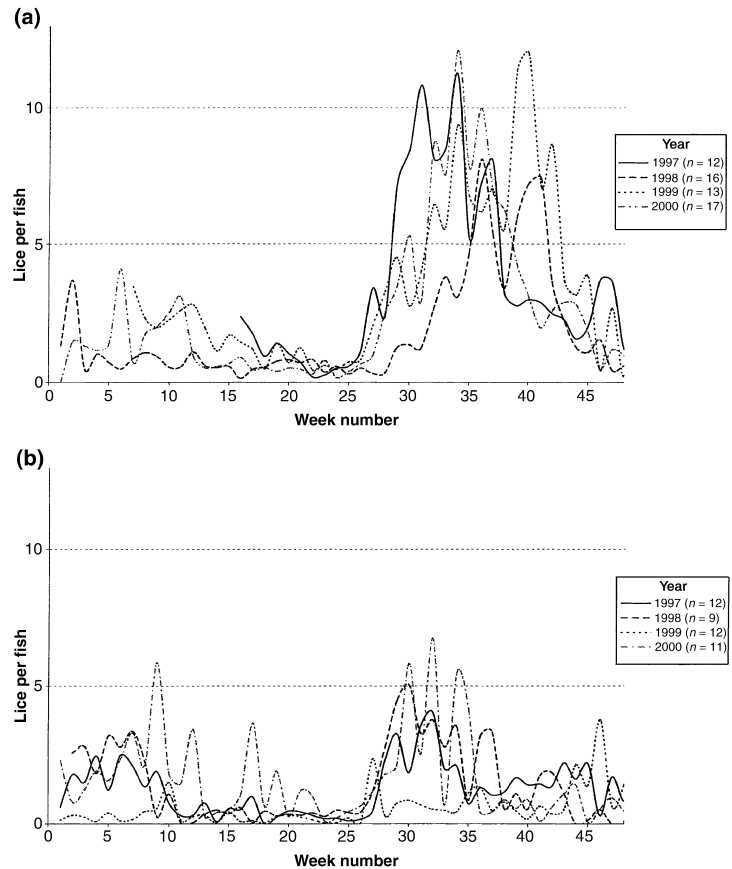 (a)
10
5
0
Lice per fish
0 5 10 15 20 25 30 35 40 45
Week number
Year
1997 (n = 12)
1998 (n = 16)
1999 (n = 13)
2000 (n = 17)
(b)
10
5
0
Lice per fish
0 5 10 15 20 25 30 35 40 45
Week number
Year
1997 (n = 12)
1998 (n = 9)
1999 (n = 12)
2000 (n = 11)